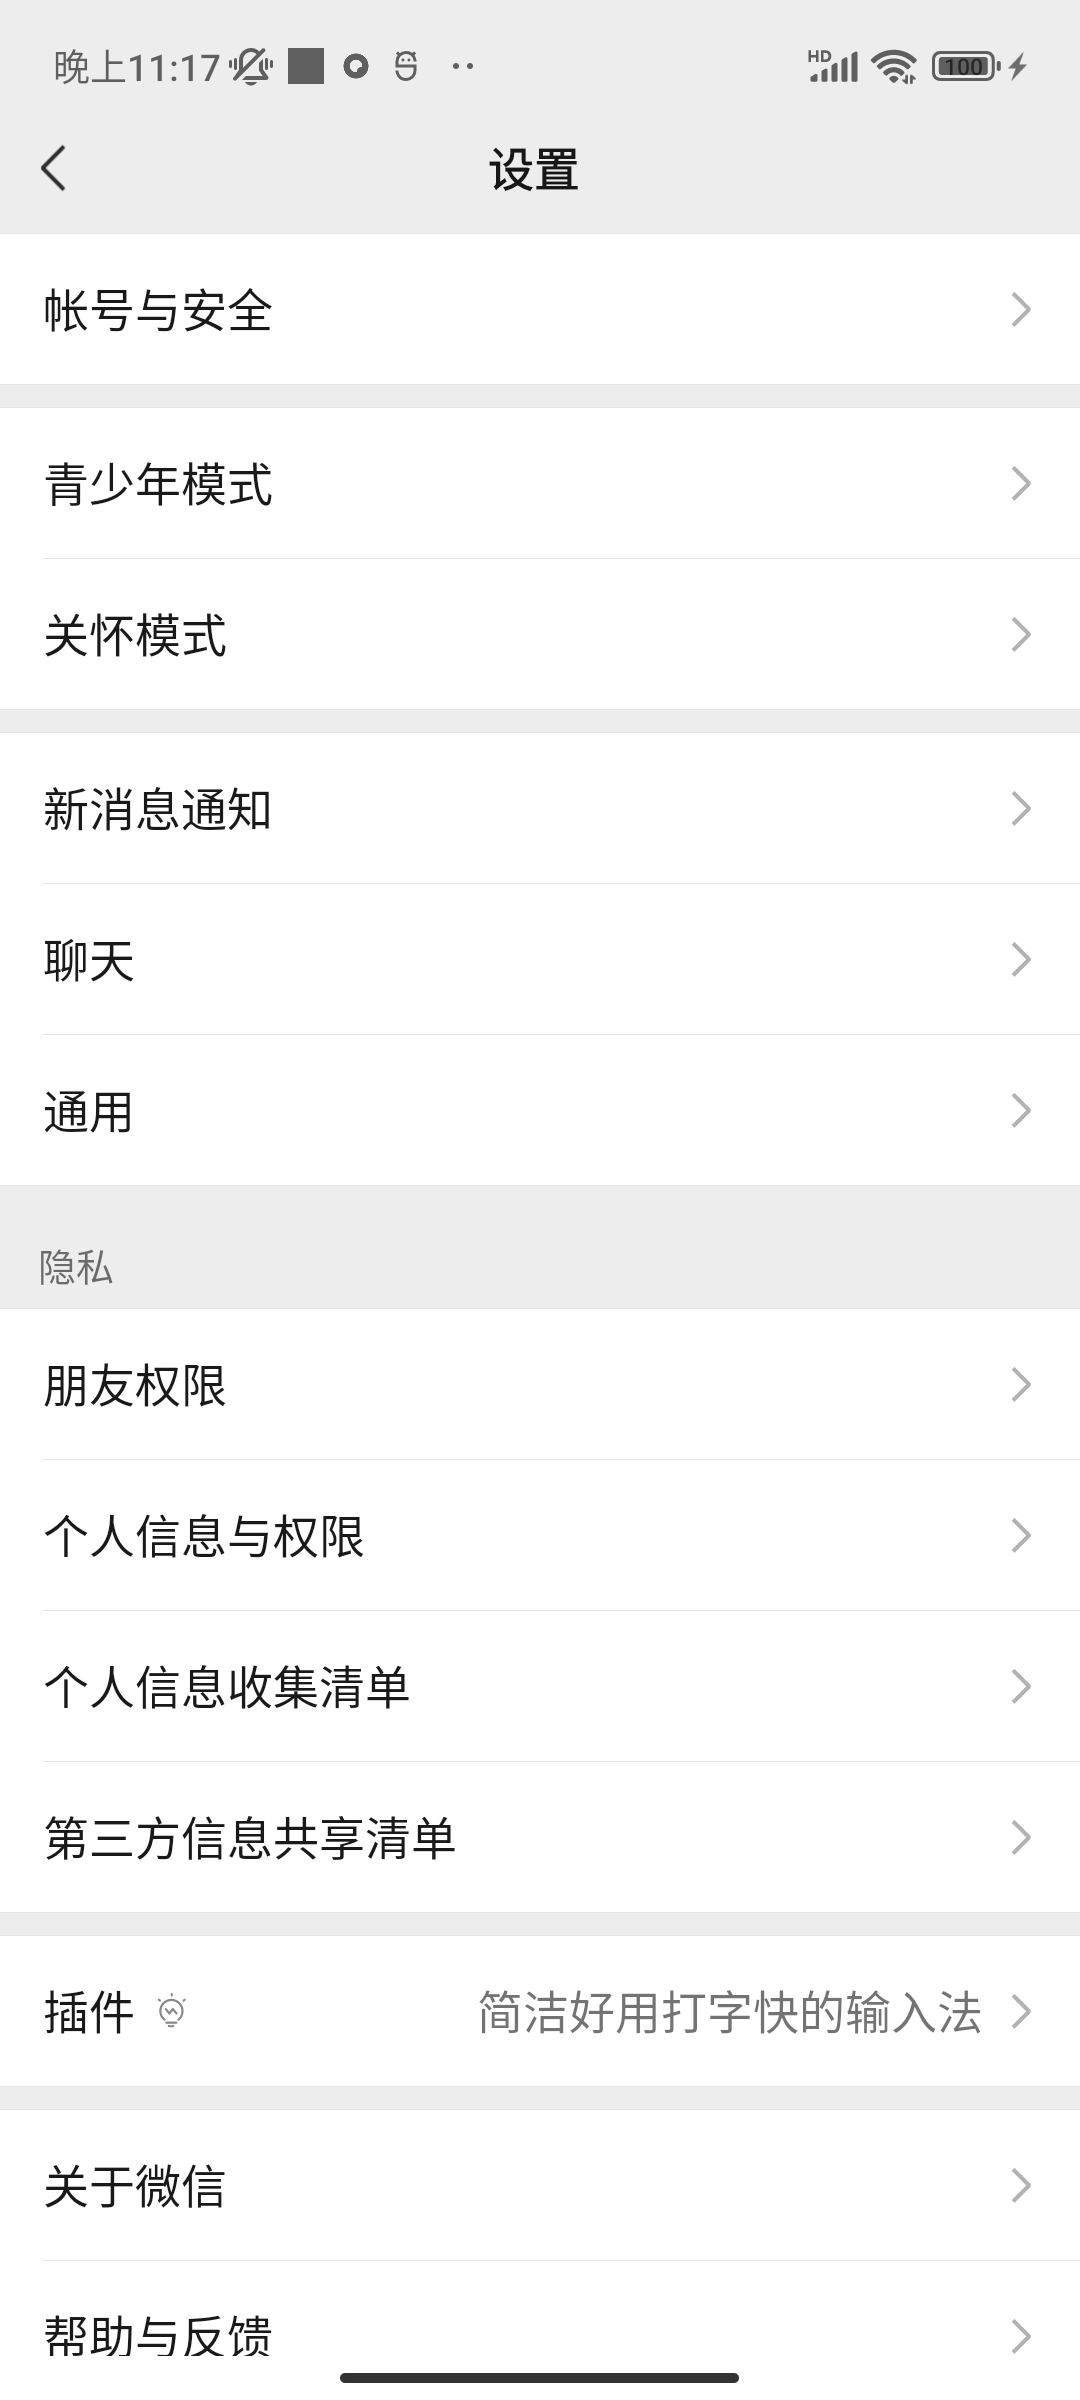 晚上11:17
HD
100
设置
帐号与安全
青少年模式
关怀模式
新消息通知
聊天
通用
隐私
朋友权限
个人信息与权限
个人信息收集清单
第三方信息共享清单
插件 简洁好用打字快的输入法
关于微信
帮助与反馈